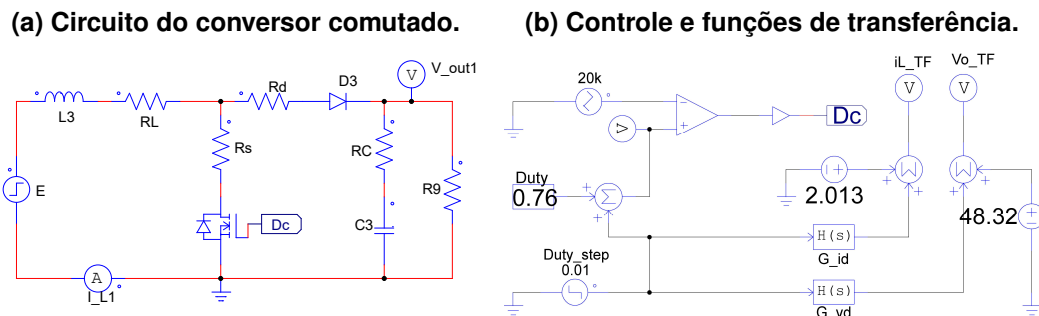 (a) Circuito do conversor comutado.
(b) Controle e funções de transferência.
V
V_out1
D3
Rd
L3
RL
Rs
RC
R9
E
C3
Dc
A
I_L1
iL_TF
Vo_TF
V
V
20k
V
Dc
Duty
0.76
Σ
2.013
Σ
Σ
48.32
H(s)
G_id
Duty_step
0.01
H(s)
G_vd